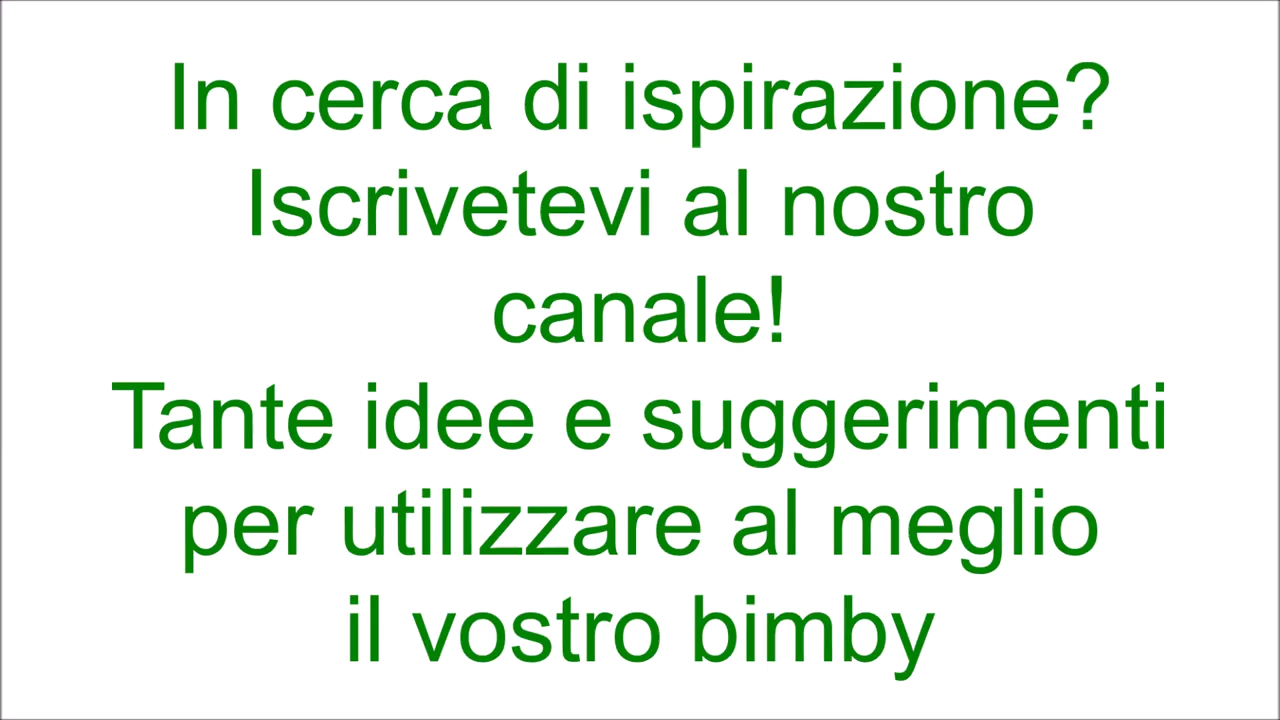 In cerca di ispirazione?
Iscrivetevi al nostro
canale!
Tante idee e suggerimenti
per utilizzare al meglio
il vostro bimby